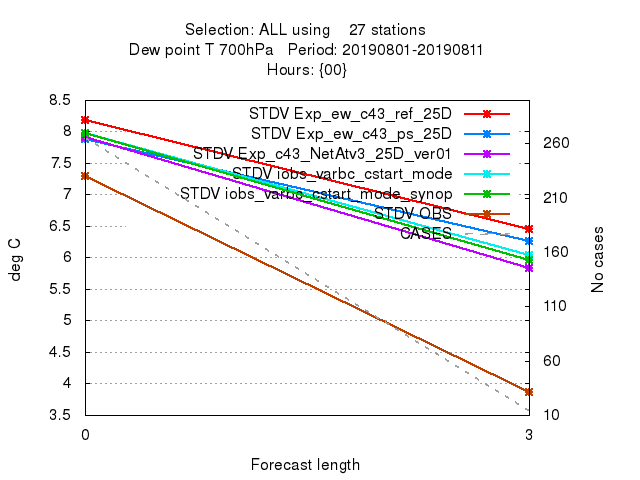 Selection: ALL using 27 stations
Dew point T 700hPa Period: 20190801-20190811
Hours: {00}
8.5
8
7.5
7
6.5
6
5.5
5
4.5
4
3.5
deg C
STDV Exp_ew_c43_ref_25D
STDV Exp_ew_c43_ps_25D
STDV Exp_c43_NetAtv3_25D_ver01
STDV iobs_varbc_cstart_mode
STDV iobs_varbc_cstart_mode_synop
STDV OBS
CASES
260
210
160
110
60
10
No cases
0
3
Forecast length